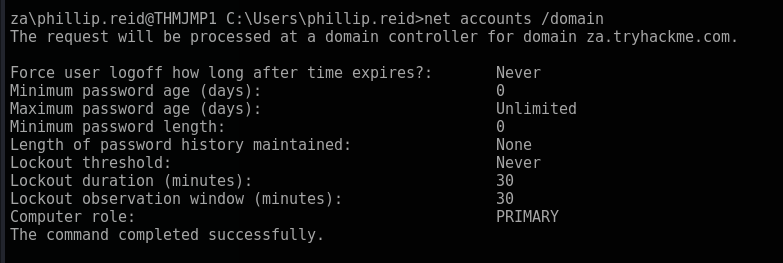 za\phillip.reid@THMJMP1 C:\Users\phillip.reid>net accounts /domain
The request will be processed at a domain controller for domain za.tryhackme.com.
Force user logoff how long after time expires?: Never
Minimum password age (days): 0
Maximum password age (days): Unlimited
Minimum password length: 0
Length of password history maintained: None
Lockout threshold: Never
Lockout duration (minutes): 30
Lockout observation window (minutes): 30
Computer role: PRIMARY
The command completed successfully.